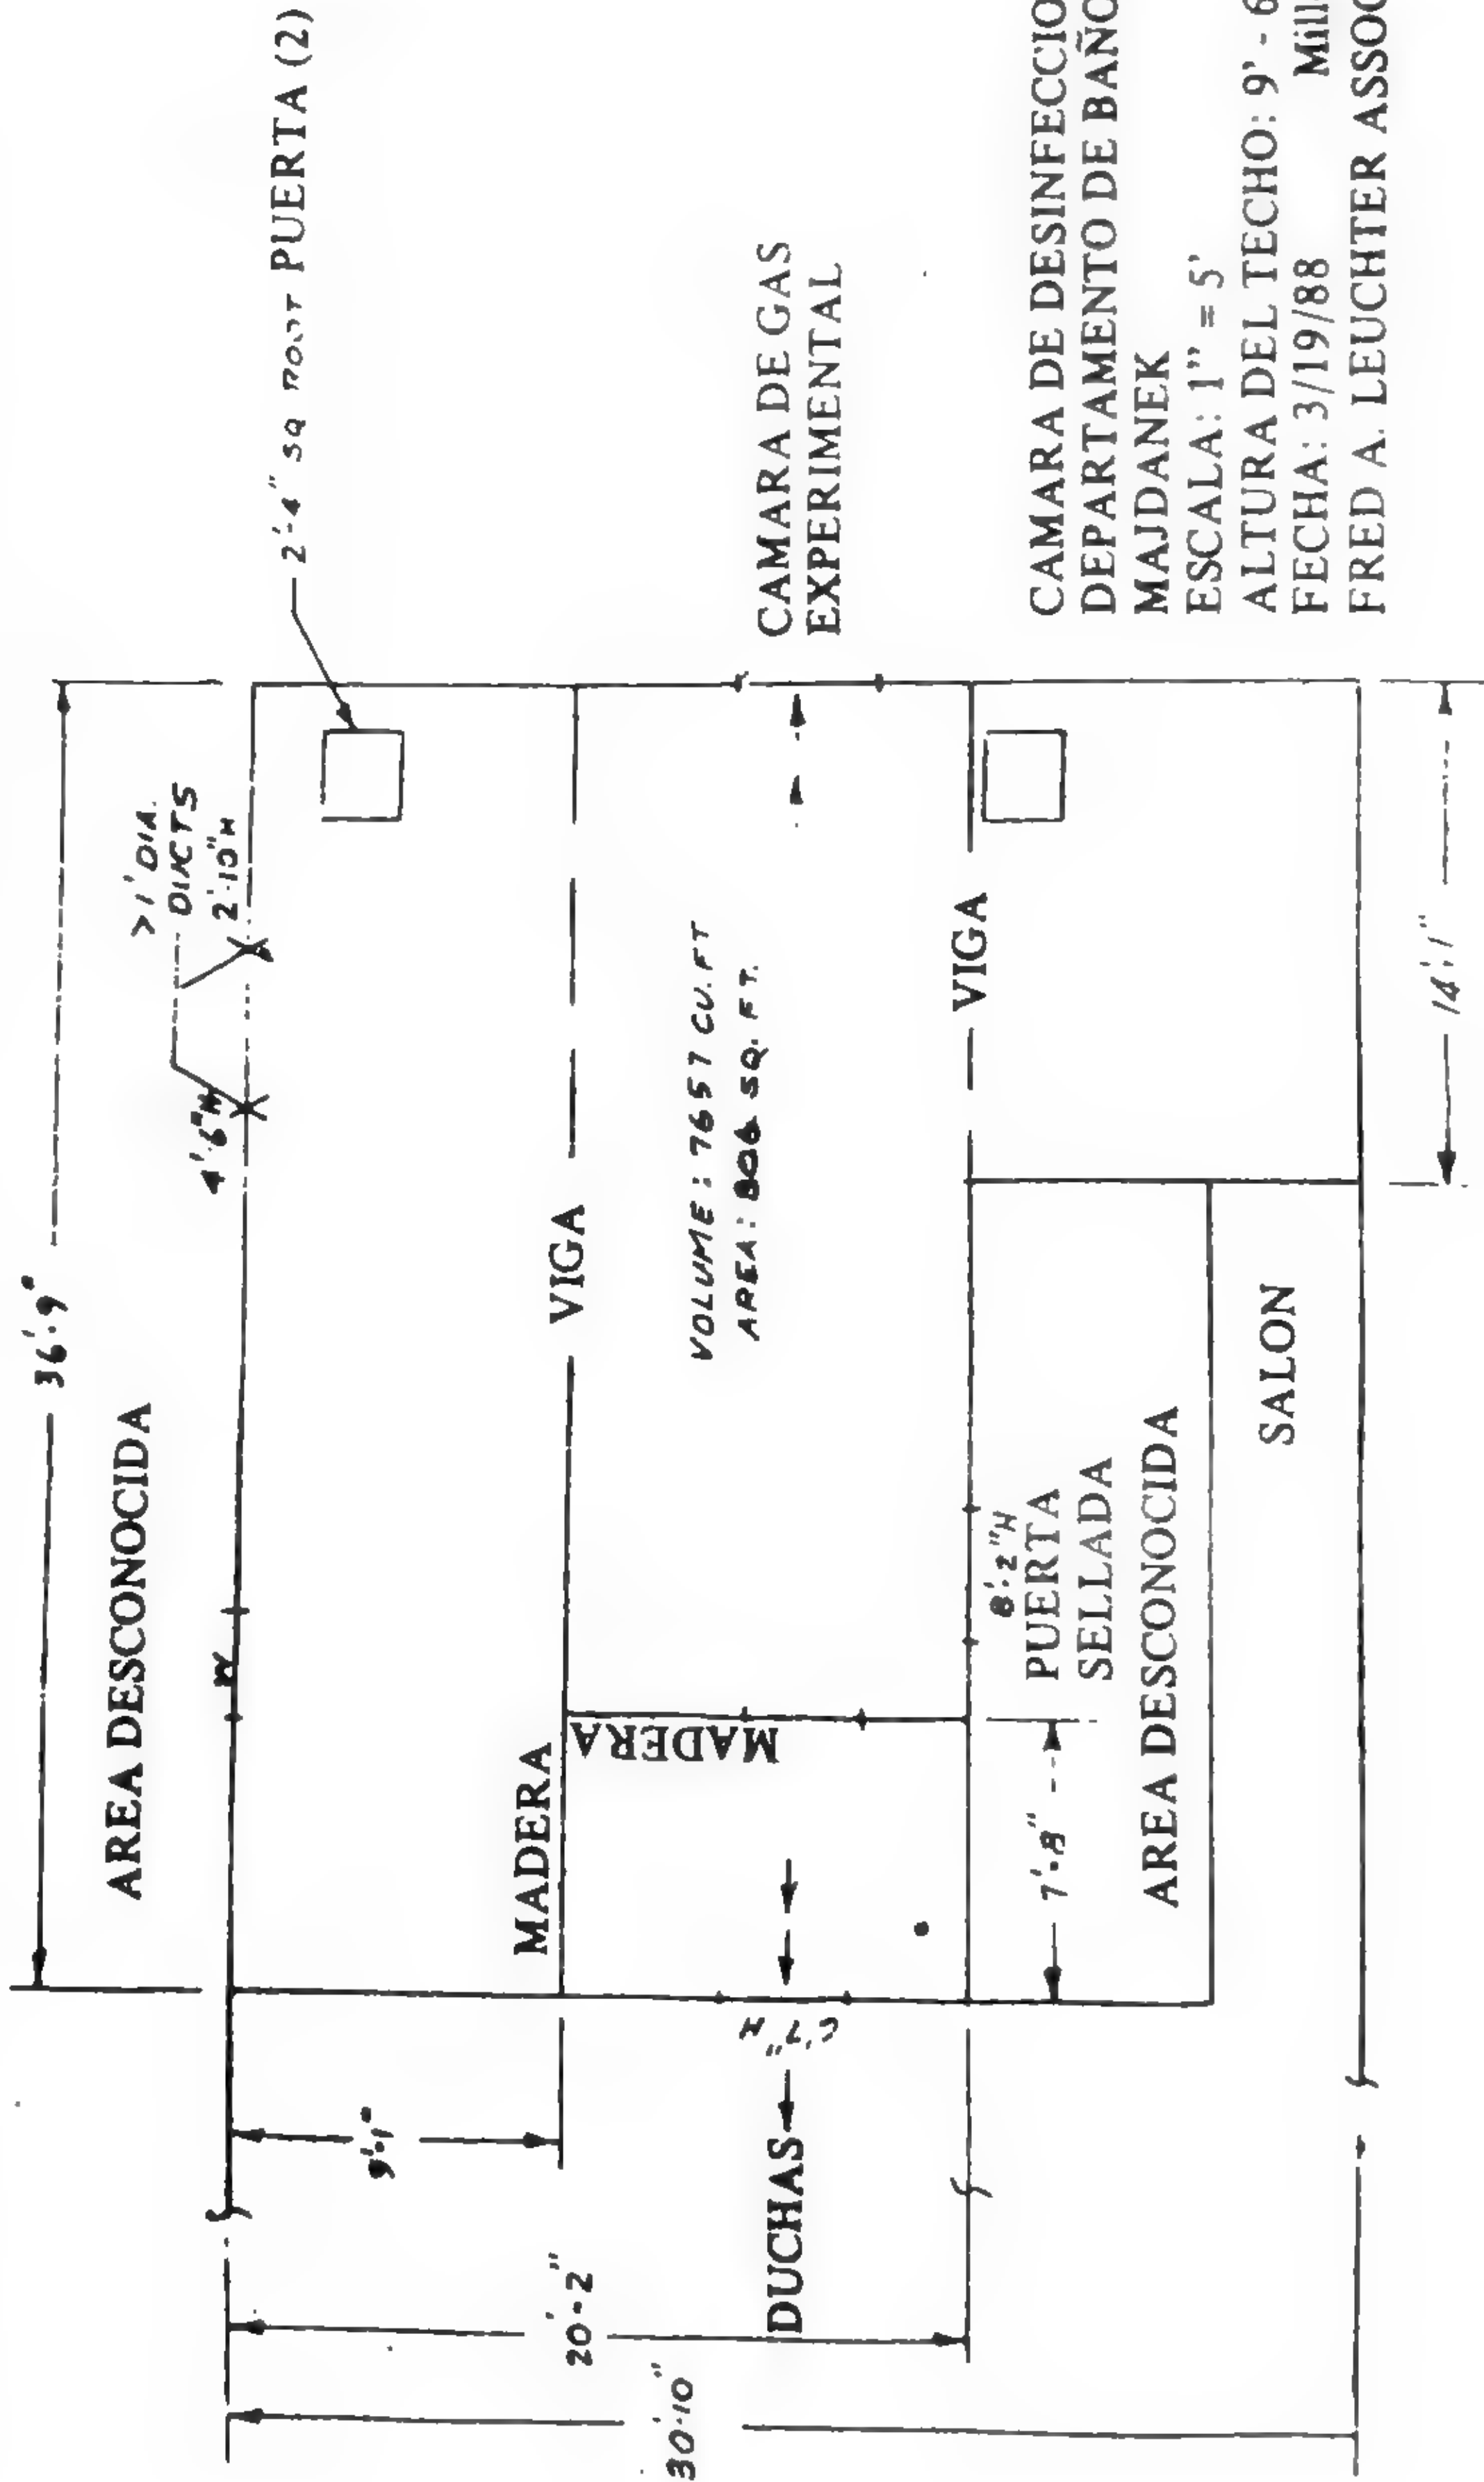 36'-9"
AREA DESCONOCIDA
>1' DIA.
4'-6"H
2'-10"H
2'-4" SQ
PUERTA (2)
9'-1"
VIGA
MADERA
MADERA
VOLUME: 7657 CU.FT
AREA: 806 SQ. FT.
20'-2"
30'-10"
DUCHAS
CAMARA DE GAS
EXPERIMENTAL
VIGA
8'-2"H
PUERTA
SELLADA
7'-8"
AREA DESCONOCIDA
SALON
14'-1"
CAMARA DE DESINFECCIO
DEPARTAMENTO DE BAÑO
MAJDANEK
ESCALA: 1" = 5'
ALTURA DEL TECHO: 9' - 6
FECHA: 3/19/88 Mill
FRED A. LEUCHTER ASSOC